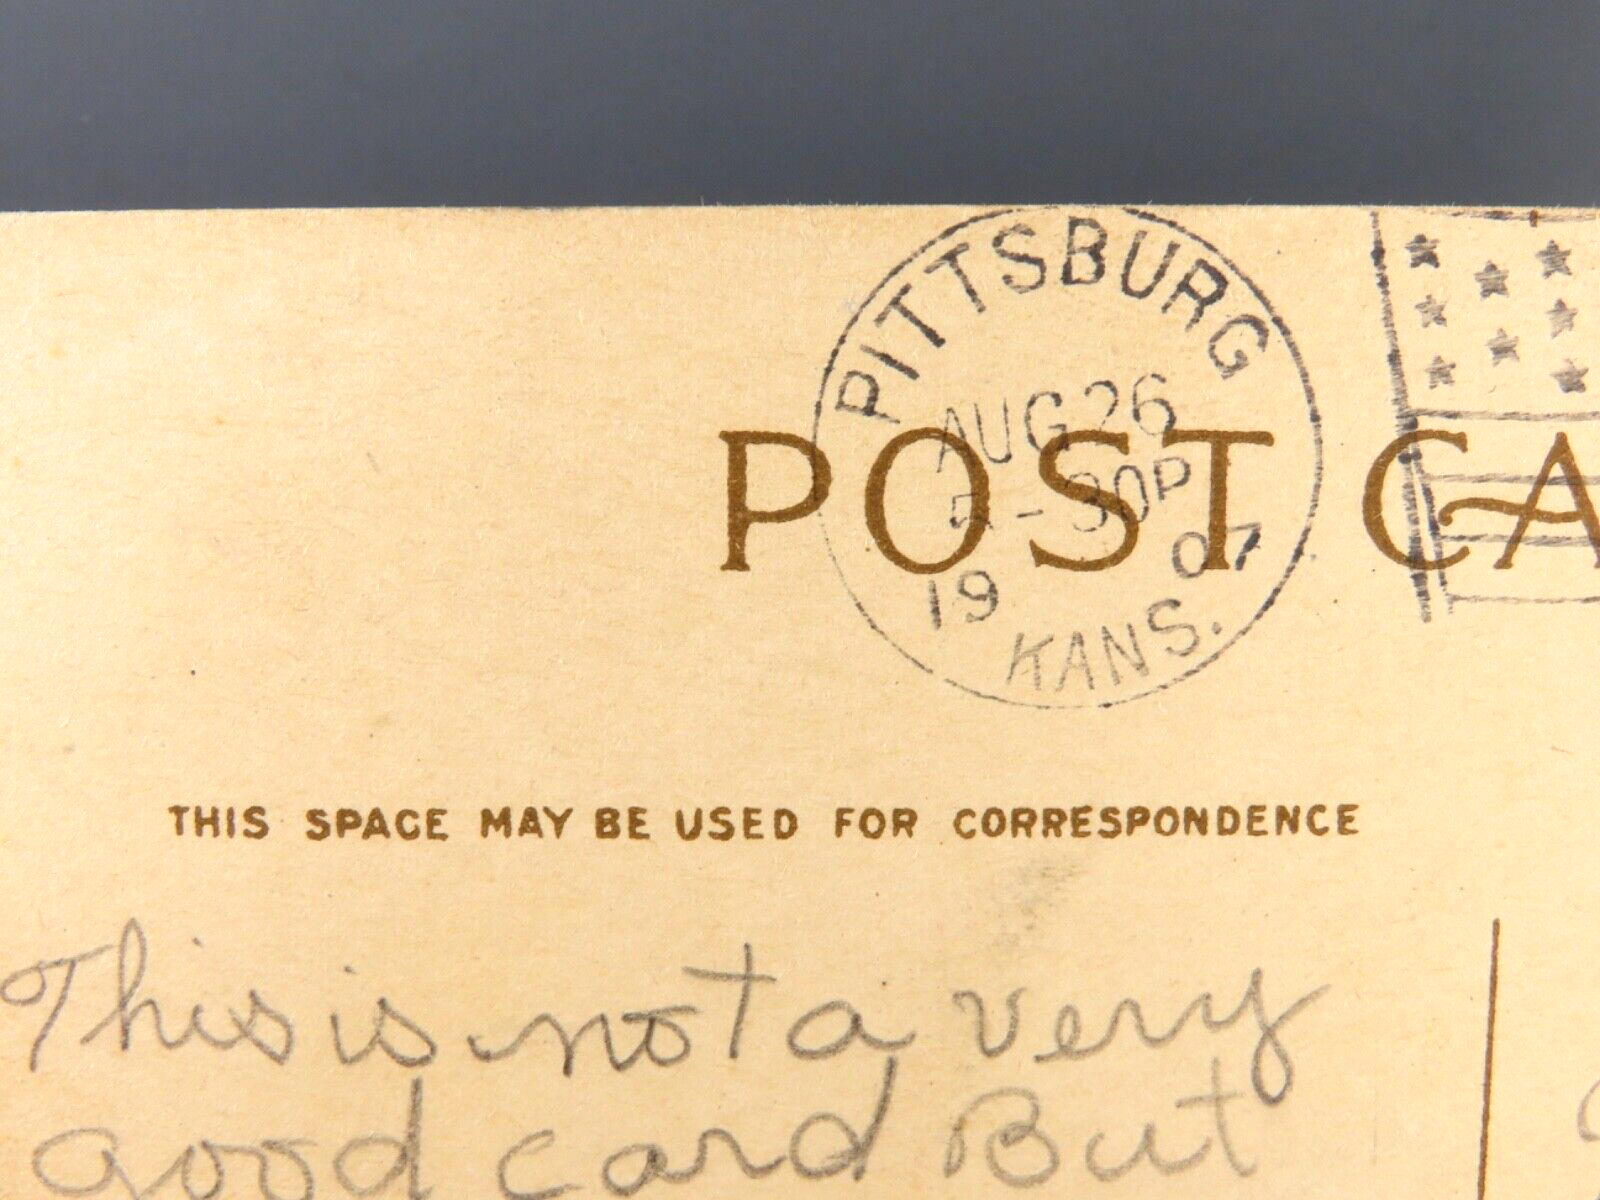 PITTSBURG
AUG 26
5 - 30P
19 07
KANS.
POST CA
THIS SPACE MAY BE USED FOR CORRESPONDENCE
This is not a very
good card But